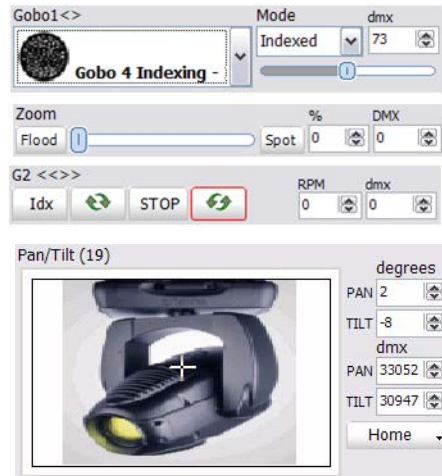 Gobo1<> Mode dmx
Gobo 4 Indexing - Indexed 73
Zoom % DMX
Flood Spot 0 0
G2 <<>> RPM dmx
Idx STOP 0 0
Pan/Tilt (19)
degrees
PAN 2
TILT -8
dmx
PAN 33052
TILT 30947
Home